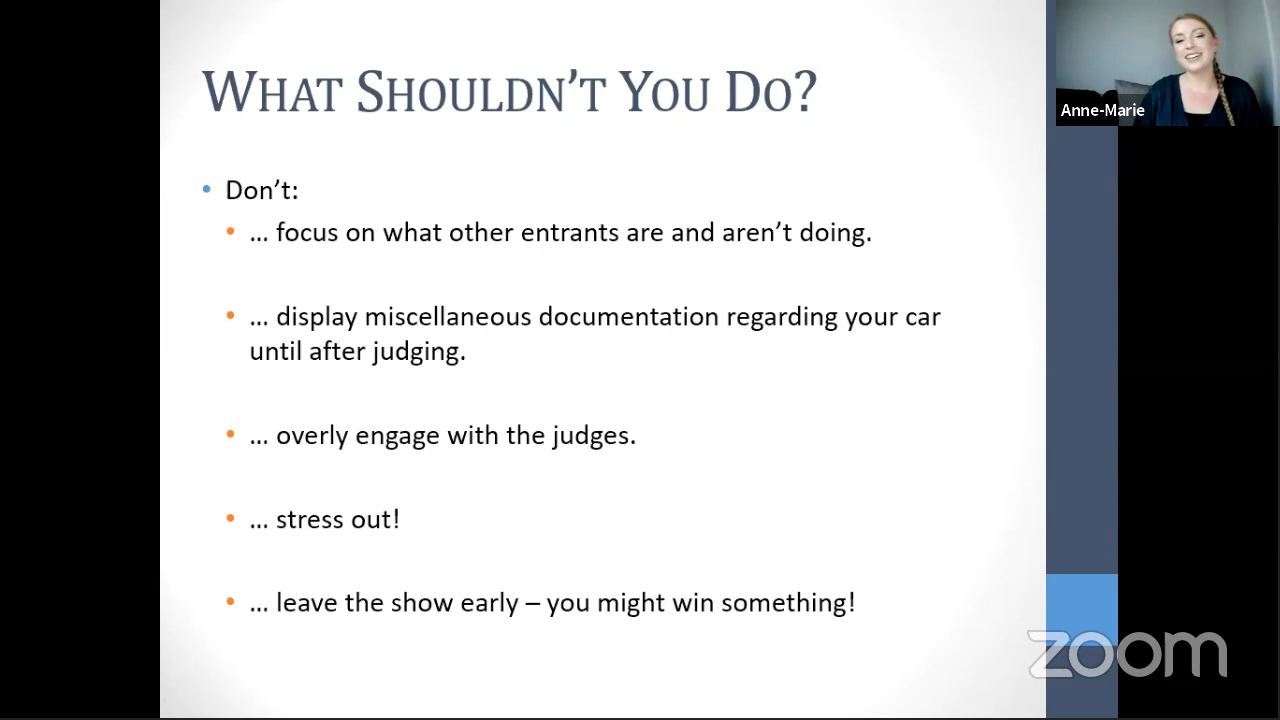 WHAT SHOULDN'T YOU DO?
Anne-Marie
• Don't:
• ... focus on what other entrants are and aren't doing.
• ... display miscellaneous documentation regarding your car
until after judging.
• ... overly engage with the judges.
• ... stress out!
• ... leave the show early – you might win something!
zoom